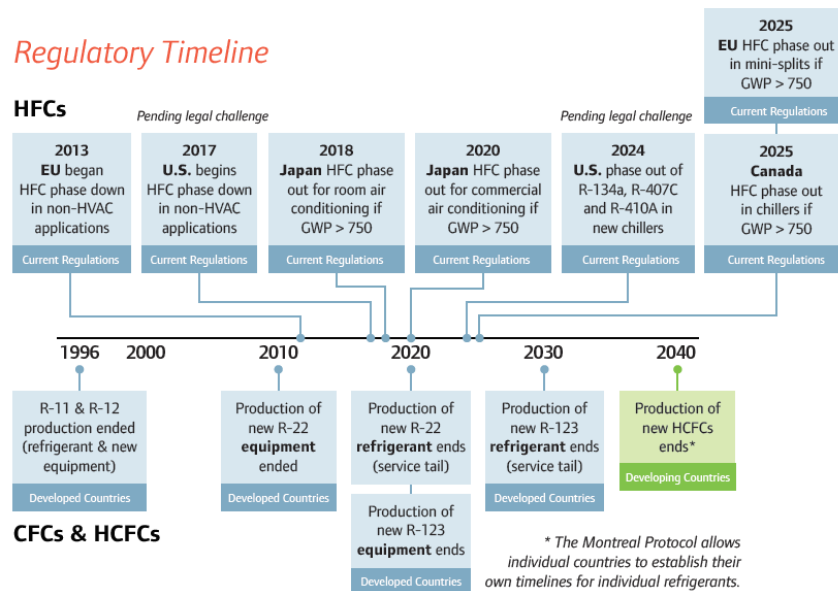 Regulatory Timeline
HFCs
Pending legal challenge
Pending legal challenge
2025
EU HFC phase out
in mini-splits if
GWP > 750
Current Regulations
2013
EU began
HFC phase down
in non-HVAC
applications
Current Regulations
2017
U.S. begins
HFC phase down
in non-HVAC
applications
Current Regulations
2018
Japan HFC phase
out for room air
conditioning if
GWP > 750
Current Regulations
2020
Japan HFC phase
out for commercial
air conditioning if
GWP > 750
Current Regulations
2024
U.S. phase out of
R-134a, R-407C
and R-410A in
new chillers
Current Regulations
2025
Canada
HFC phase out
in chillers if
GWP > 750
Current Regulations
1996 2000 2010 2020 2030 2040
R-11 & R-12
production ended
(refrigerant & new
equipment)
Developed Countries
Production of
new R-22
equipment
ended
Developed Countries
Production of
new R-22
refrigerant ends
(service tail)
Production of
new R-123
equipment ends
Developed Countries
Production of
new R-123
refrigerant ends
(service tail)
Developed Countries
Production of
new HCFCs
ends*
Developing Countries
CFCs & HCFCs
* The Montreal Protocol allows
individual countries to establish their
own timelines for individual refrigerants.